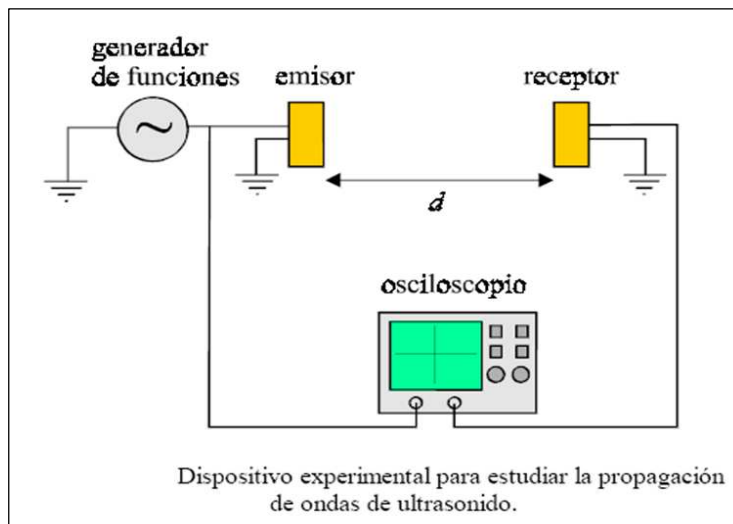 generador
de funciones
emisor
receptor
~
d
osciloscopio
Dispositivo experimental para estudiar la propagación
de ondas de ultrasonido.